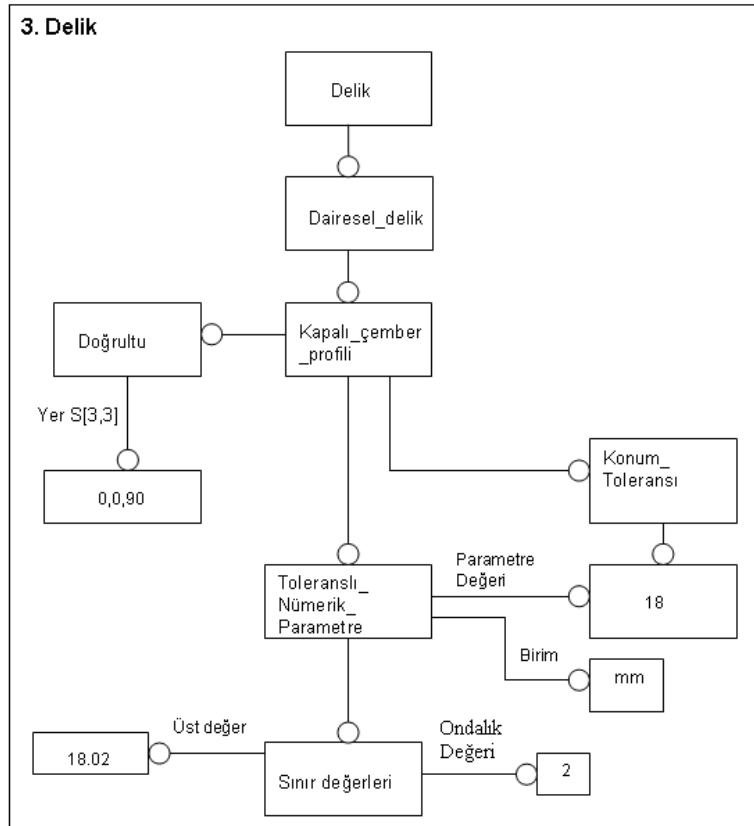 3. Delik
Delik
Dairesel_delik
Kapalı_çember
_profili
Doğrultu
Yer S[3,3]
0,0,90
Konum_
Toleransı
Toleranslı_
Nümerik_
Parametre
Parametre
Değeri
18
Birim
mm
Üst değer
18.02
Sınır değerleri
Ondalık
Değeri
2